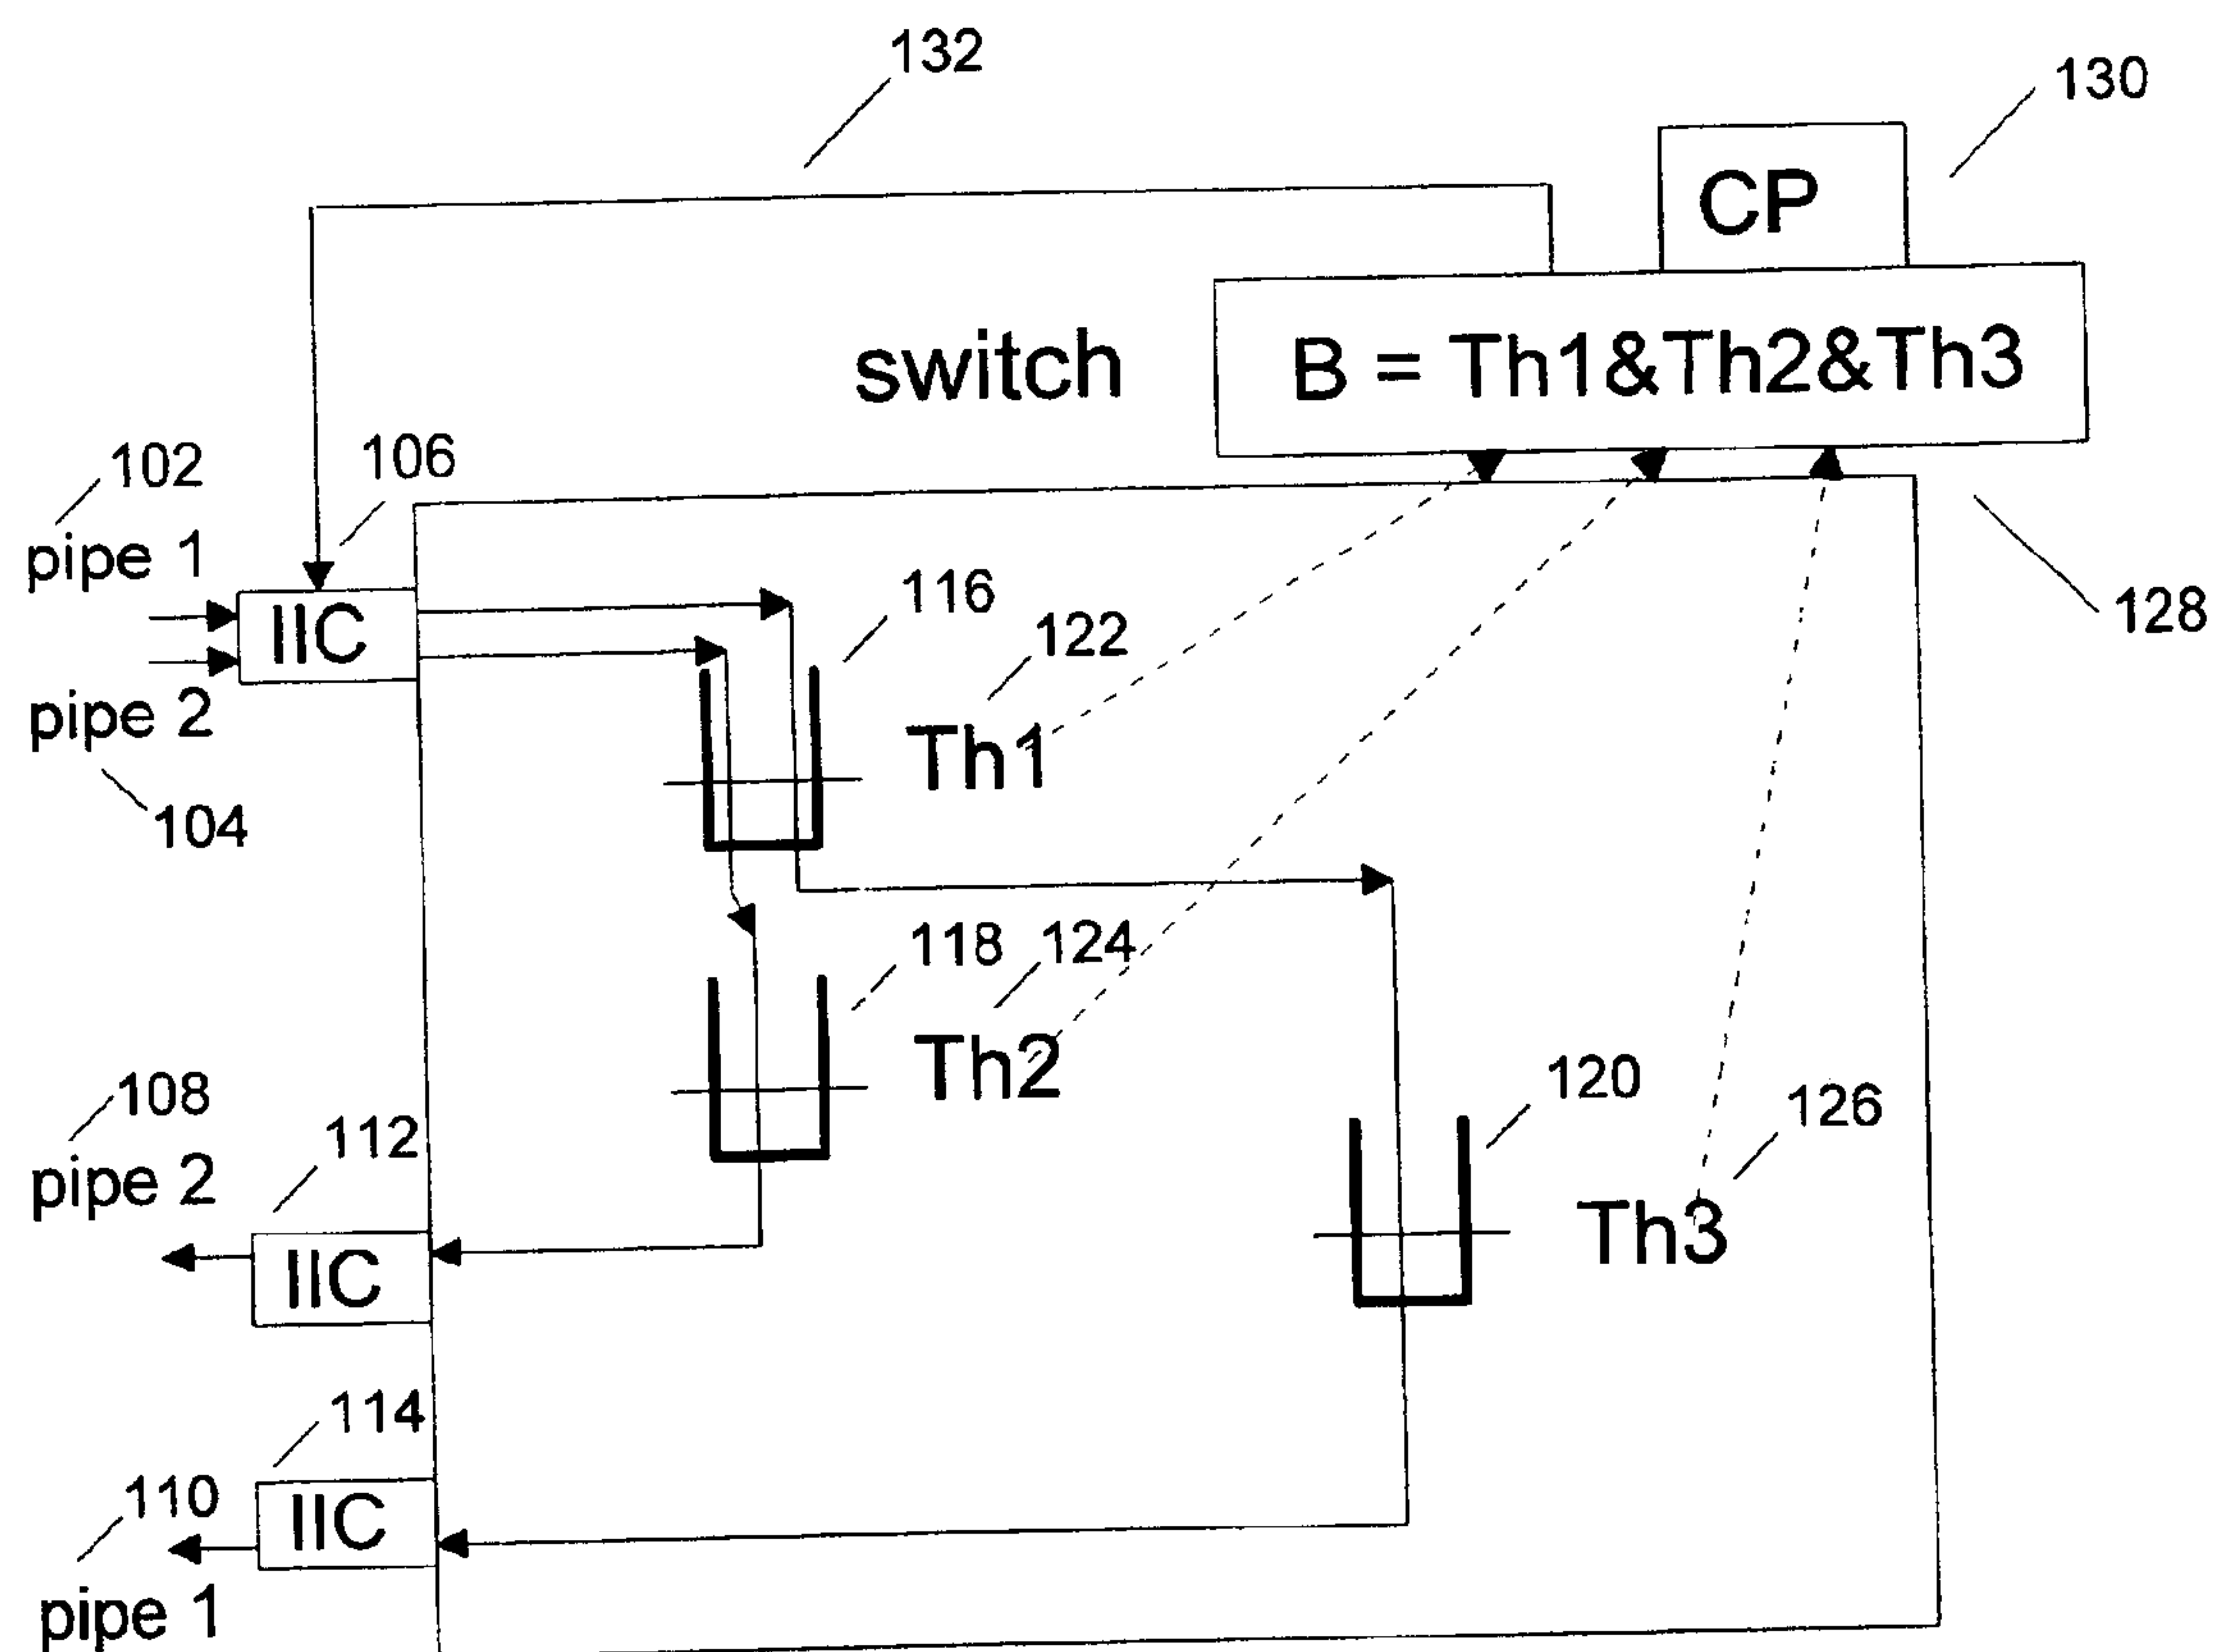 132
130
CP
switch
B = Th1&Th2&Th3
102
106
pipe 1
IIC
116
122
128
pipe 2
Th1
104
118
124
108
112
Th2
120
126
pipe 2
IIC
Th3
114
110
IIC
pipe 1